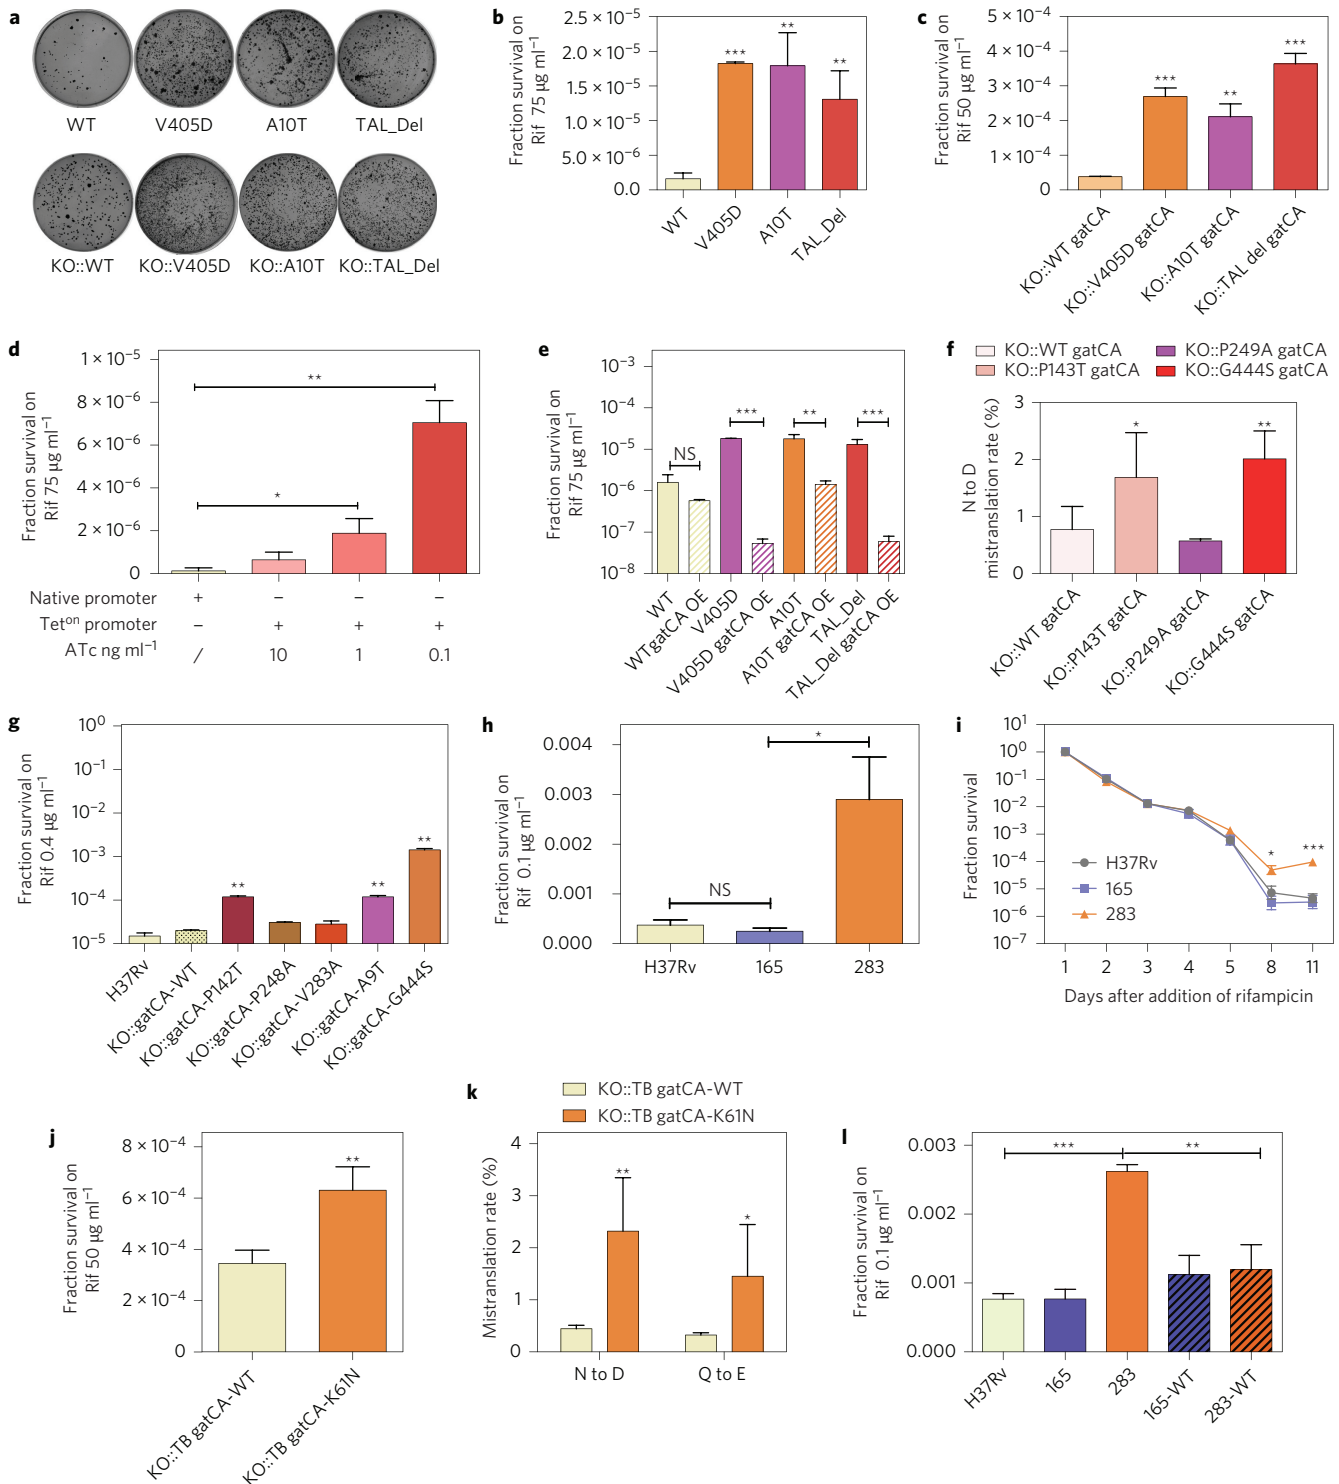 a
WT
V405D
A10T
TAL_Del
KO::WT
KO::V405D
KO::A10T
KO::TAL_Del
b
Fraction survival on
Rif 75 µg ml⁻¹
2.5 × 10⁻⁵
2.0 × 10⁻⁵
1.5 × 10⁻⁵
1.0 × 10⁻⁵
5.0 × 10⁻⁶
0.0
***
**
**
WT
V405D
A10T
TAL_Del
c
Fraction survival on
Rif 50 µg ml⁻¹
5 × 10⁻⁴
4 × 10⁻⁴
3 × 10⁻⁴
2 × 10⁻⁴
1 × 10⁻⁴
0
***
**
***
KO::WT gatCA
KO::V405D gatCA
KO::A10T gatCA
KO::TAL del gatCA
d
Fraction survival on
Rif 75 µg ml⁻¹
1 × 10⁻⁵
8 × 10⁻⁶
6 × 10⁻⁶
4 × 10⁻⁶
2 × 10⁻⁶
0
**
*
Native promoter + − − −
Tetᵒⁿ promoter − + + +
ATc ng ml⁻¹ / 10 1 0.1
e
Fraction survival on
Rif 75 µg ml⁻¹
10⁻³
10⁻⁴
10⁻⁵
10⁻⁶
10⁻⁷
10⁻⁸
NS
***
**
***
WT
WTgatCA OE
V405D
V405D gatCA OE
A10T
A10T gatCA OE
TAL_Del
TAL_Del gatCA OE
f
KO::WT gatCA
KO::P249A gatCA
KO::P143T gatCA
KO::G444S gatCA
N to D
mistranslation rate (%)
3
2
1
0
*
**
KO::WT gatCA
KO::P143T gatCA
KO::P249A gatCA
KO::G444S gatCA
g
Fraction survival on
Rif 0.4 µg ml⁻¹
10⁰
10⁻¹
10⁻²
10⁻³
10⁻⁴
10⁻⁵
**
**
**
H37Rv
KO::gatCA-WT
KO::gatCA-P142T
KO::gatCA-P248A
KO::gatCA-V283A
KO::gatCA-A9T
KO::gatCA-G444S
h
Fraction survival on
Rif 0.1 µg ml⁻¹
0.004
0.003
0.002
0.001
0.000
*
NS
H37Rv
165
283
i
Fraction survival
10¹
10⁰
10⁻¹
10⁻²
10⁻³
10⁻⁴
10⁻⁵
10⁻⁶
10⁻⁷
H37Rv
165
283
*
***
1 2 3 4 5 8 11
Days after addition of rifampicin
j
Fraction survival on
Rif 50 µg ml⁻¹
8 × 10⁻⁴
6 × 10⁻⁴
4 × 10⁻⁴
2 × 10⁻⁴
0
**
KO::TB gatCA-WT
KO::TB gatCA-K61N
k
KO::TB gatCA-WT
KO::TB gatCA-K61N
Mistranslation rate (%)
4
3
2
1
0
**
*
N to D
Q to E
l
Fraction survival on
Rif 0.1 µg ml⁻¹
0.003
0.002
0.001
0.000
***
**
H37Rv
165
283
165-WT
283-WT